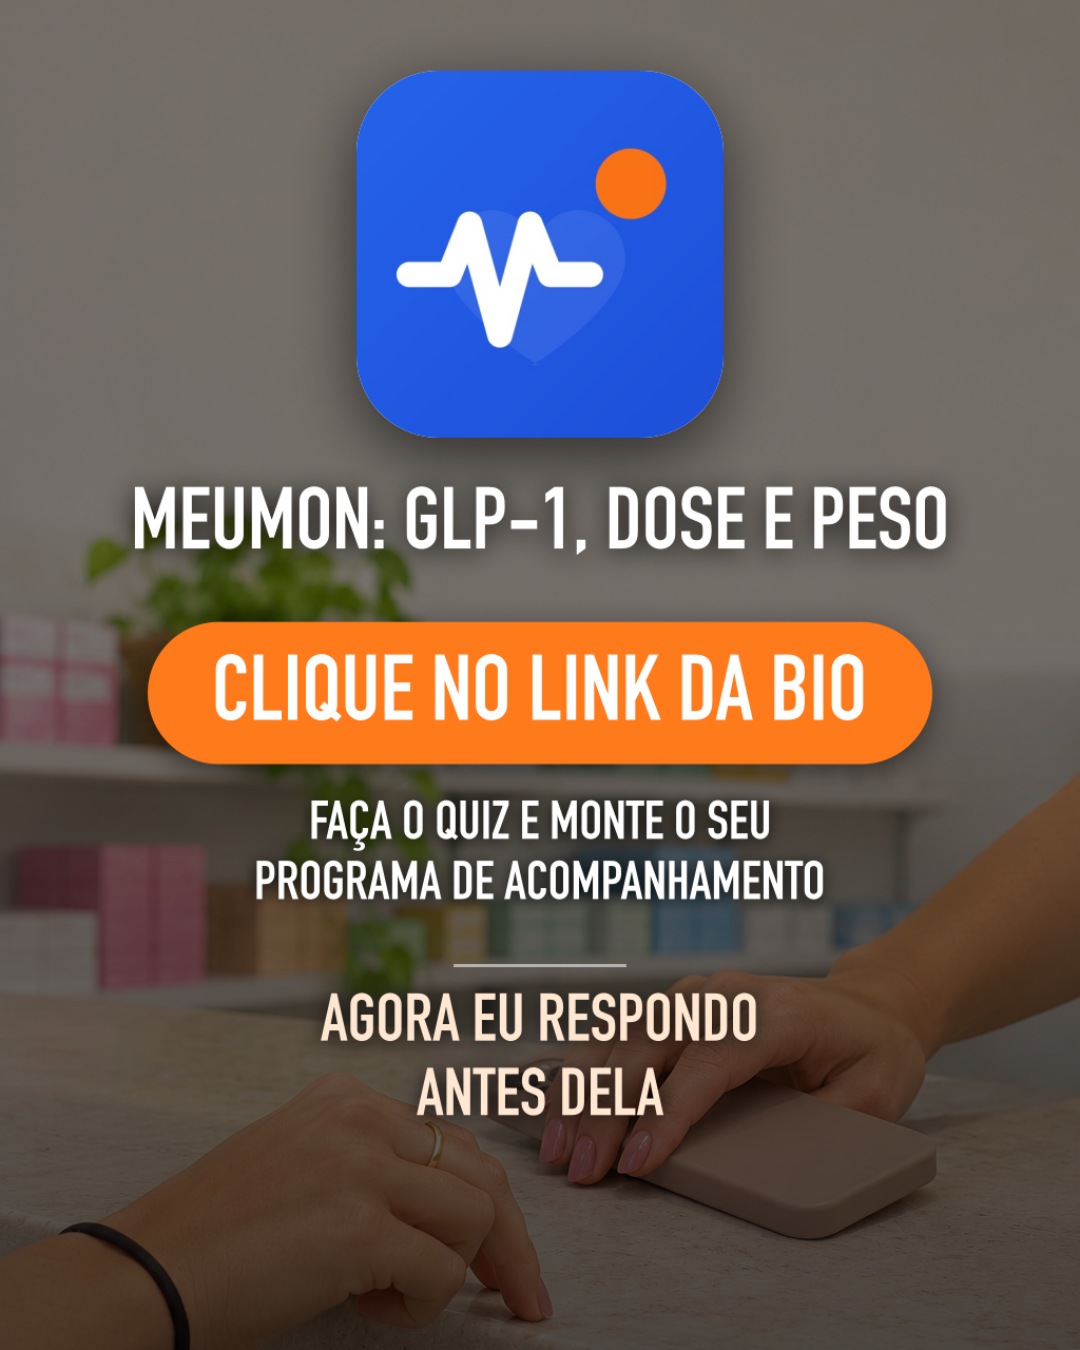 MEUMON: GLP-1, DOSE E PESO
CLIQUE NO LINK DA BIO
FAÇA O QUIZ E MONTE O SEU
PROGRAMA DE ACOMPANHAMENTO
AGORA EU RESPONDO
ANTES DELA